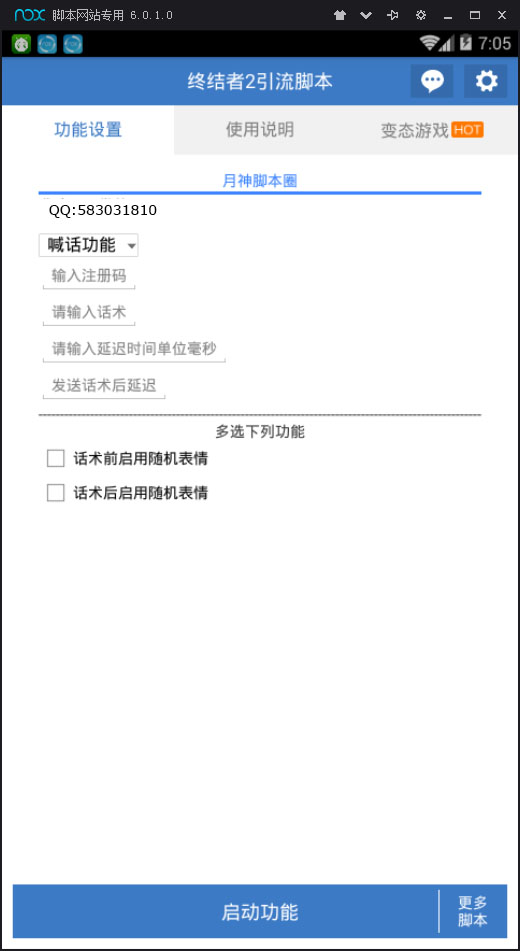 nox 脚本网站专用 6.0.1.0
7:05
终结者2引流脚本
功能设置 使用说明 变态游戏 HOT
月神脚本圈
QQ:583031810
喊话功能
输入注册码
请输入话术
请输入延迟时间单位毫秒
发送话术后延迟
多选下列功能
话术前启用随机表情
话术后启用随机表情
启动功能 更多
脚本